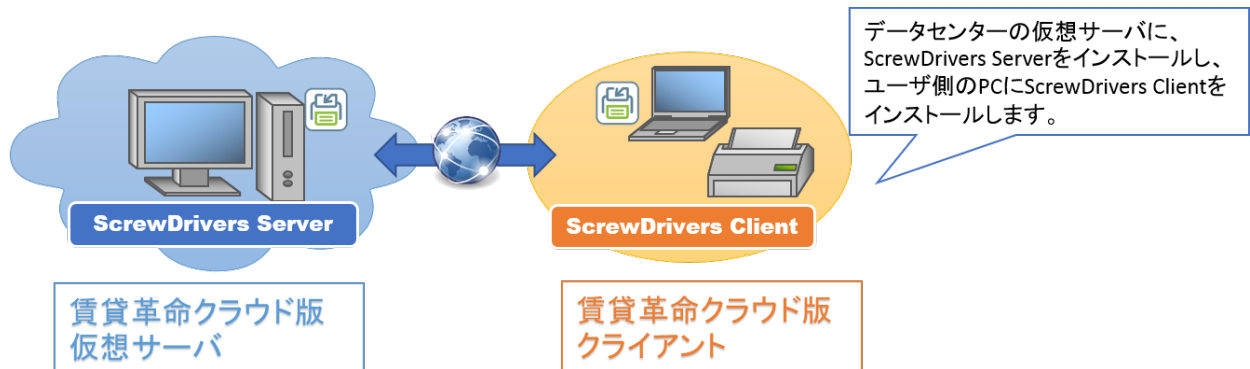 データセンターの仮想サーバに、
ScrewDrivers Serverをインストールし、
ユーザ側のPCにScrewDrivers Clientを
インストールします。
ScrewDrivers Server
ScrewDrivers Client
賃貸革命クラウド版
仮想サーバ
賃貸革命クラウド版
クライアント